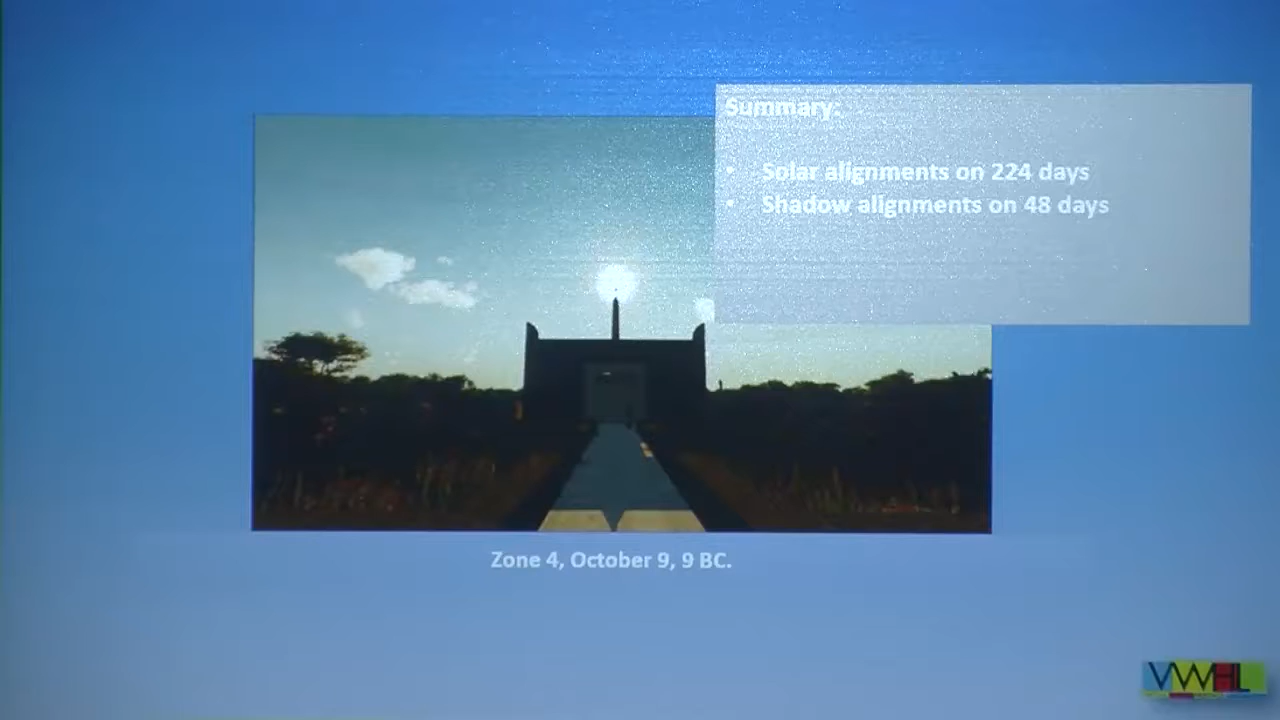 Summary:
• Solar alignments on 224 days
• Shadow alignments on 48 days
Zone 4, October 9, 9 BC.
VWHL